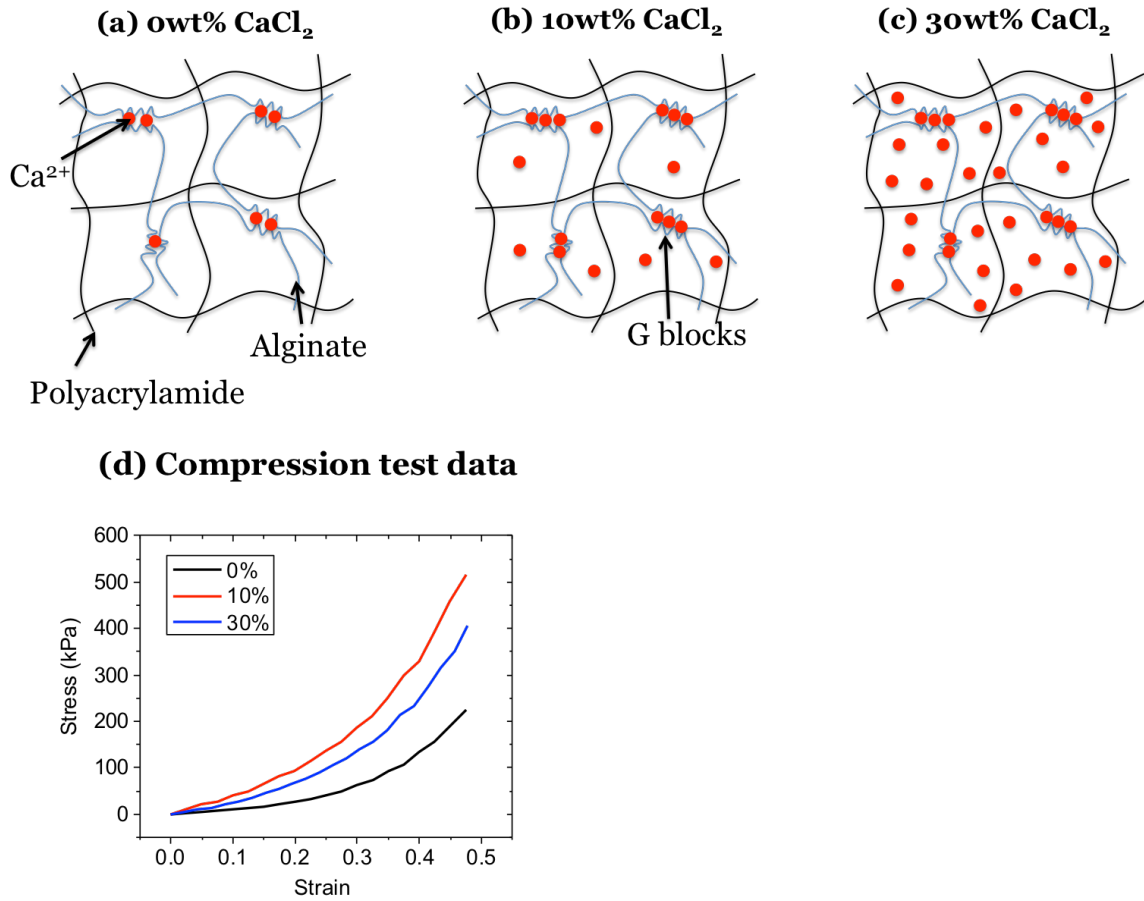 (a) 0wt% CaCl₂
(b) 10wt% CaCl₂
(c) 30wt% CaCl₂
Ca²⁺
Alginate
Polyacrylamide
G blocks
(d) Compression test data
600
500
400
300
200
100
0
Stress (kPa)
0%
10%
30%
0.0 0.1 0.2 0.3 0.4 0.5
Strain